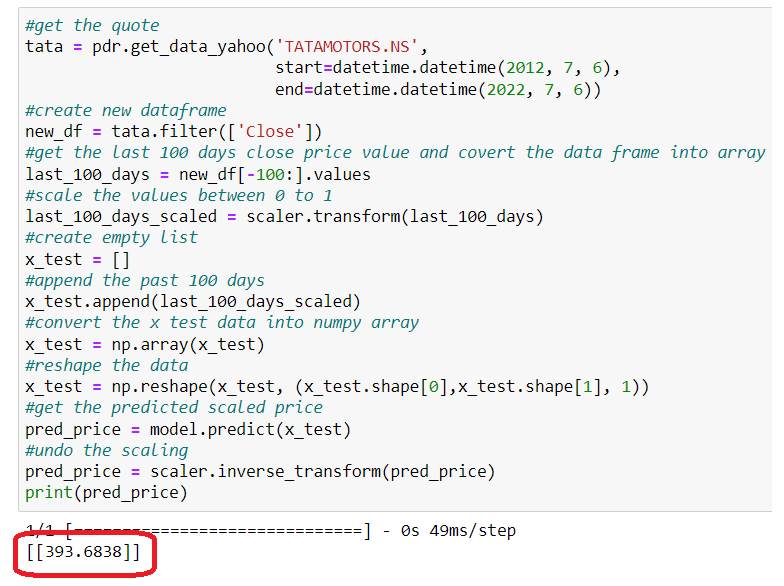 #get the quote
tata = pdr.get_data_yahoo('TATAMOTORS.NS',
start=datetime.datetime(2012, 7, 6),
end=datetime.datetime(2022, 7, 6))
#create new dataframe
new_df = tata.filter(['Close'])
#get the last 100 days close price value and covert the data frame into array
last_100_days = new_df[-100:].values
#scale the values between 0 to 1
last_100_days_scaled = scaler.transform(last_100_days)
#create empty list
x_test = []
#append the past 100 days
x_test.append(last_100_days_scaled)
#convert the x test data into numpy array
x_test = np.array(x_test)
#reshape the data
x_test = np.reshape(x_test, (x_test.shape[0],x_test.shape[1], 1))
#get the predicted scaled price
pred_price = model.predict(x_test)
#undo the scaling
pred_price = scaler.inverse_transform(pred_price)
print(pred_price)
1/1 [==============================] - 0s 49ms/step
[[393.6838]]